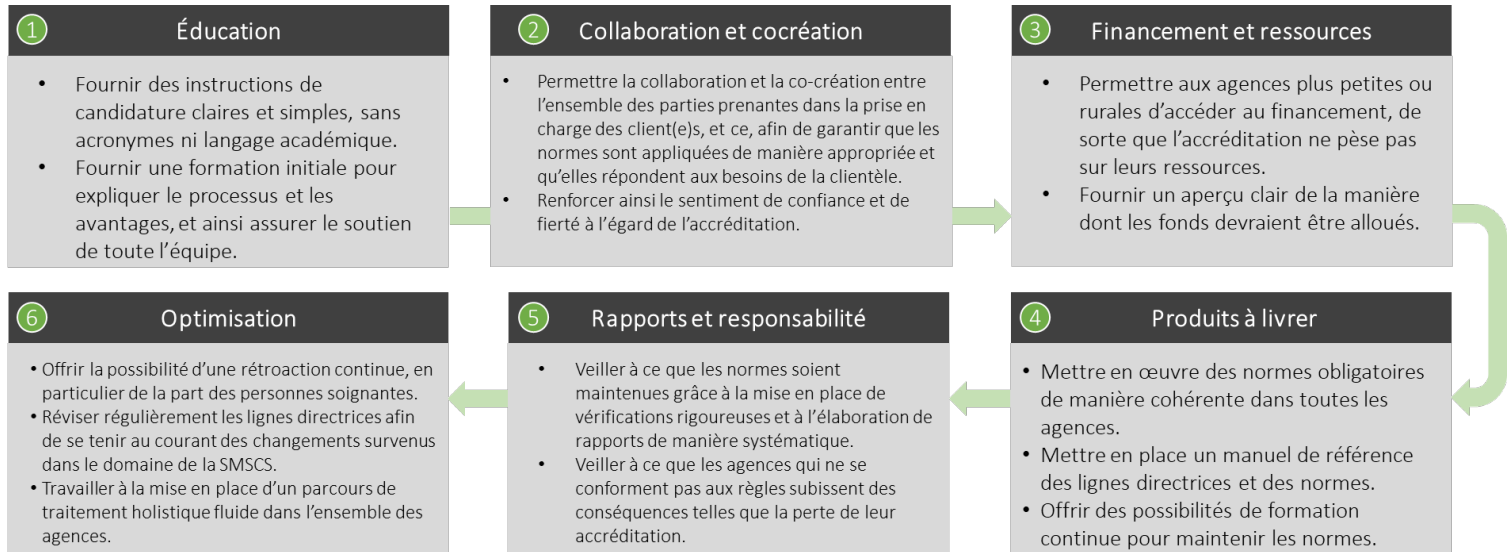 1 Éducation
• Fournir des instructions de
candidature claires et simples, sans
acronymes ni langage académique.
• Fournir une formation initiale pour
expliquer le processus et les
avantages, et ainsi assurer le soutien
de toute l'équipe.
2 Collaboration et cocréation
• Permettre la collaboration et la co-création entre
l'ensemble des parties prenantes dans la prise en
charge des client(e)s, et ce, afin de garantir que les
normes sont appliquées de manière appropriée et
qu'elles répondent aux besoins de la clientèle.
• Renforcer ainsi le sentiment de confiance et de
fierté à l'égard de l'accréditation.
3 Financement et ressources
• Permettre aux agences plus petites ou
rurales d'accéder au financement, de
sorte que l'accréditation ne pèse pas
sur leurs ressources.
• Fournir un aperçu clair de la manière
dont les fonds devraient être alloués.
4 Produits à livrer
• Mettre en œuvre des normes obligatoires
de manière cohérente dans toutes les
agences.
• Mettre en place un manuel de référence
des lignes directrices et des normes.
• Offrir des possibilités de formation
continue pour maintenir les normes.
5 Rapports et responsabilité
• Veiller à ce que les normes soient
maintenues grâce à la mise en place de
vérifications rigoureuses et à l'élaboration de
rapports de manière systématique.
• Veiller à ce que les agences qui ne se
conforment pas aux règles subissent des
conséquences telles que la perte de leur
accréditation.
6 Optimisation
• Offrir la possibilité d'une rétroaction continue, en
particulier de la part des personnes soignantes.
• Réviser régulièrement les lignes directrices afin
de se tenir au courant des changements survenus
dans le domaine de la SMSCS.
• Travailler à la mise en place d'un parcours de
traitement holistique fluide dans l'ensemble des
agences.